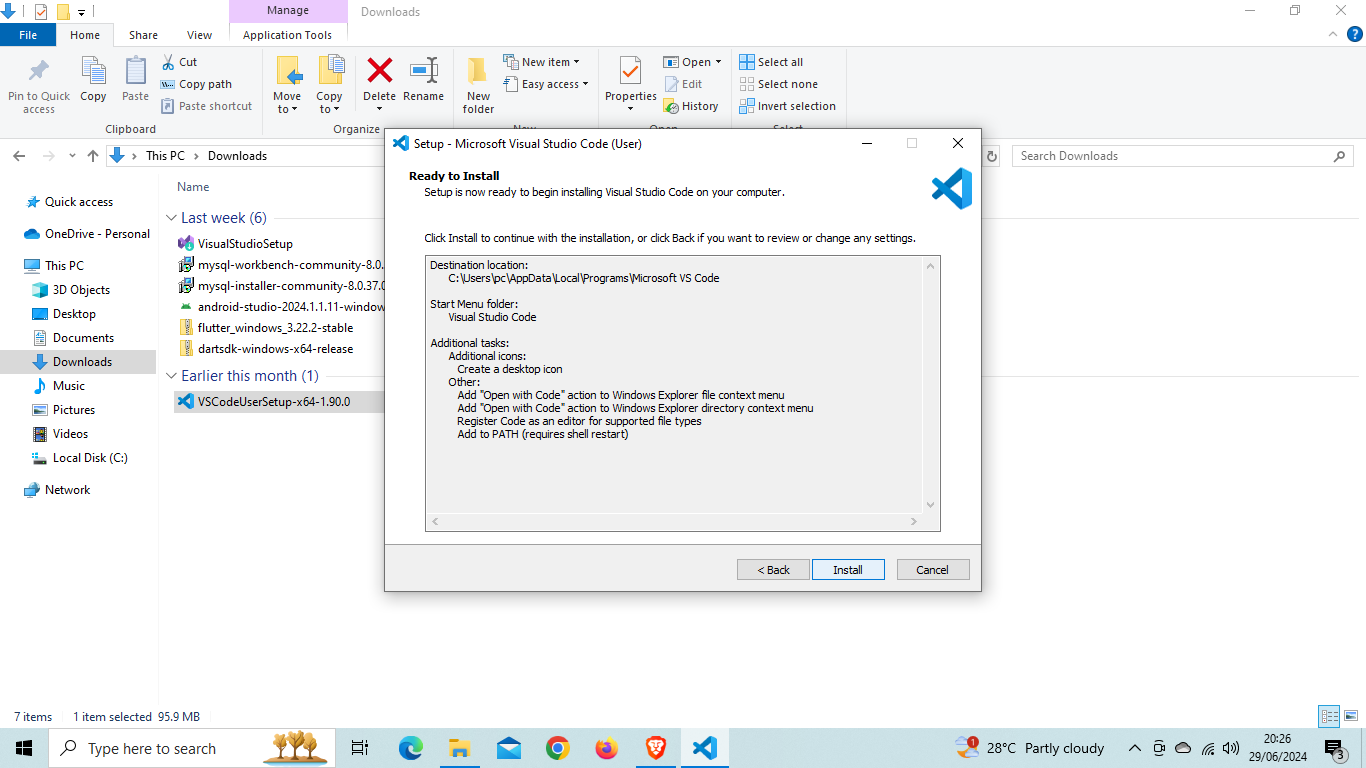 Manage
Downloads
File
Home
Share
View
Application Tools
Pin to Quick access
Copy
Paste
Cut
Copy path
Paste shortcut
Clipboard
Move to
Copy to
Delete
Rename
Organize
New folder
New item
Easy access
New
Properties
Open
Edit
History
Open
Select all
Select none
Invert selection
Select
This PC
Downloads
Search Downloads
Quick access
OneDrive - Personal
This PC
3D Objects
Desktop
Documents
Downloads
Music
Pictures
Videos
Local Disk (C:)
Network
Name
Last week (6)
VisualStudioSetup
mysql-workbench-community-8.0.
mysql-installer-community-8.0.37.0
android-studio-2024.1.1.11-window
flutter_windows_3.22.2-stable
dartsdk-windows-x64-release
Earlier this month (1)
VSCodeUserSetup-x64-1.90.0
Setup - Microsoft Visual Studio Code (User)
Ready to Install
Setup is now ready to begin installing Visual Studio Code on your computer.
Click Install to continue with the installation, or click Back if you want to review or change any settings.
Destination location:
C:\Users\pc\AppData\Local\Programs\Microsoft VS Code
Start Menu folder:
Visual Studio Code
Additional tasks:
Additional icons:
Create a desktop icon
Other:
Add "Open with Code" action to Windows Explorer file context menu
Add "Open with Code" action to Windows Explorer directory context menu
Register Code as an editor for supported file types
Add to PATH (requires shell restart)
< Back
Install
Cancel
7 items
1 item selected 95.9 MB
Type here to search
1
28°C Partly cloudy
20:26
29/06/2024
3